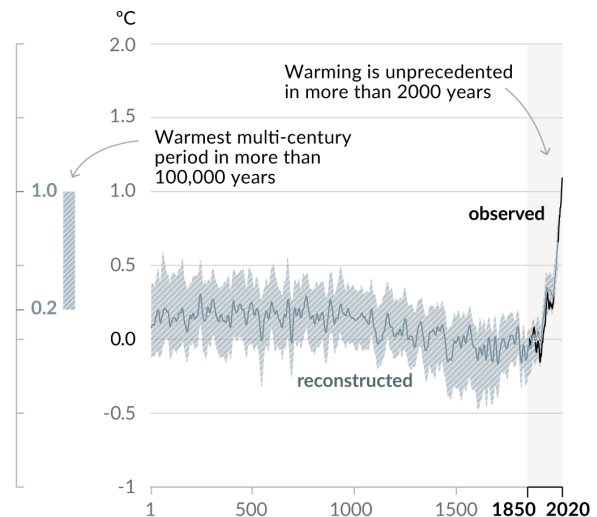 ºC
2.0
Warming is unprecedented
in more than 2000 years
1.5
Warmest multi-century
period in more than
100,000 years
1.0
1.0
observed
0.5
0.2
0.0
reconstructed
-0.5
-1
1 500 1000 1500 1850 2020